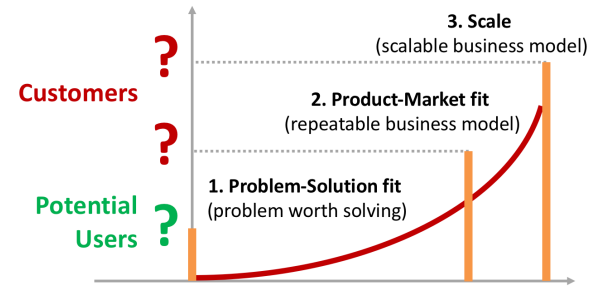 3. Scale
(scalable business model)
?
Customers
2. Product-Market fit
(repeatable business model)
?
1. Problem-Solution fit
(problem worth solving)
Potential
Users
?